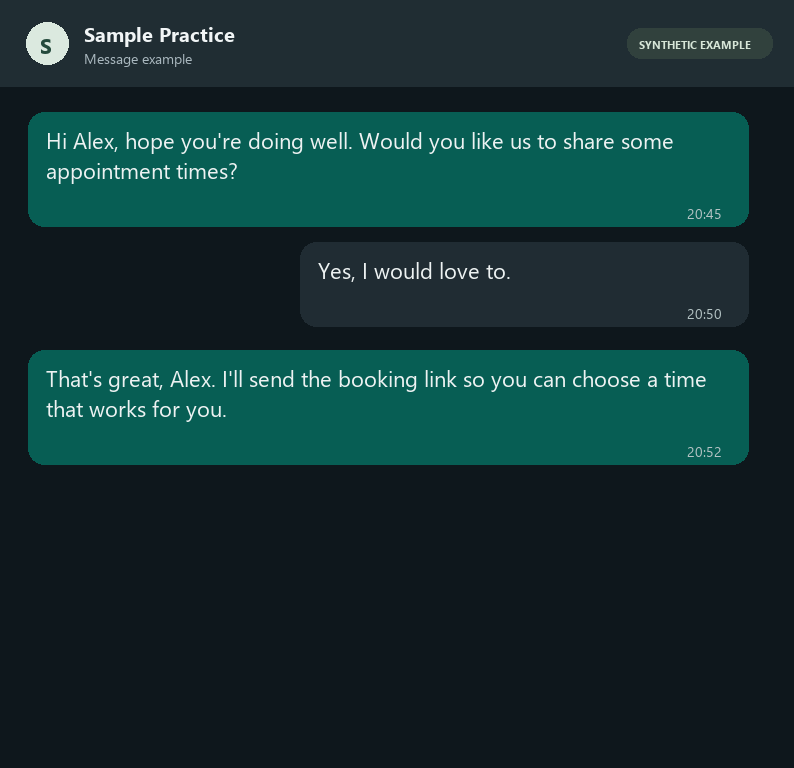 S
Sample Practice
Message example
SYNTHETIC EXAMPLE
Hi Alex, hope you're doing well. Would you like us to share some
appointment times?
20:45
Yes, I would love to.
20:50
That's great, Alex. I'll send the booking link so you can choose a time
that works for you.
20:52